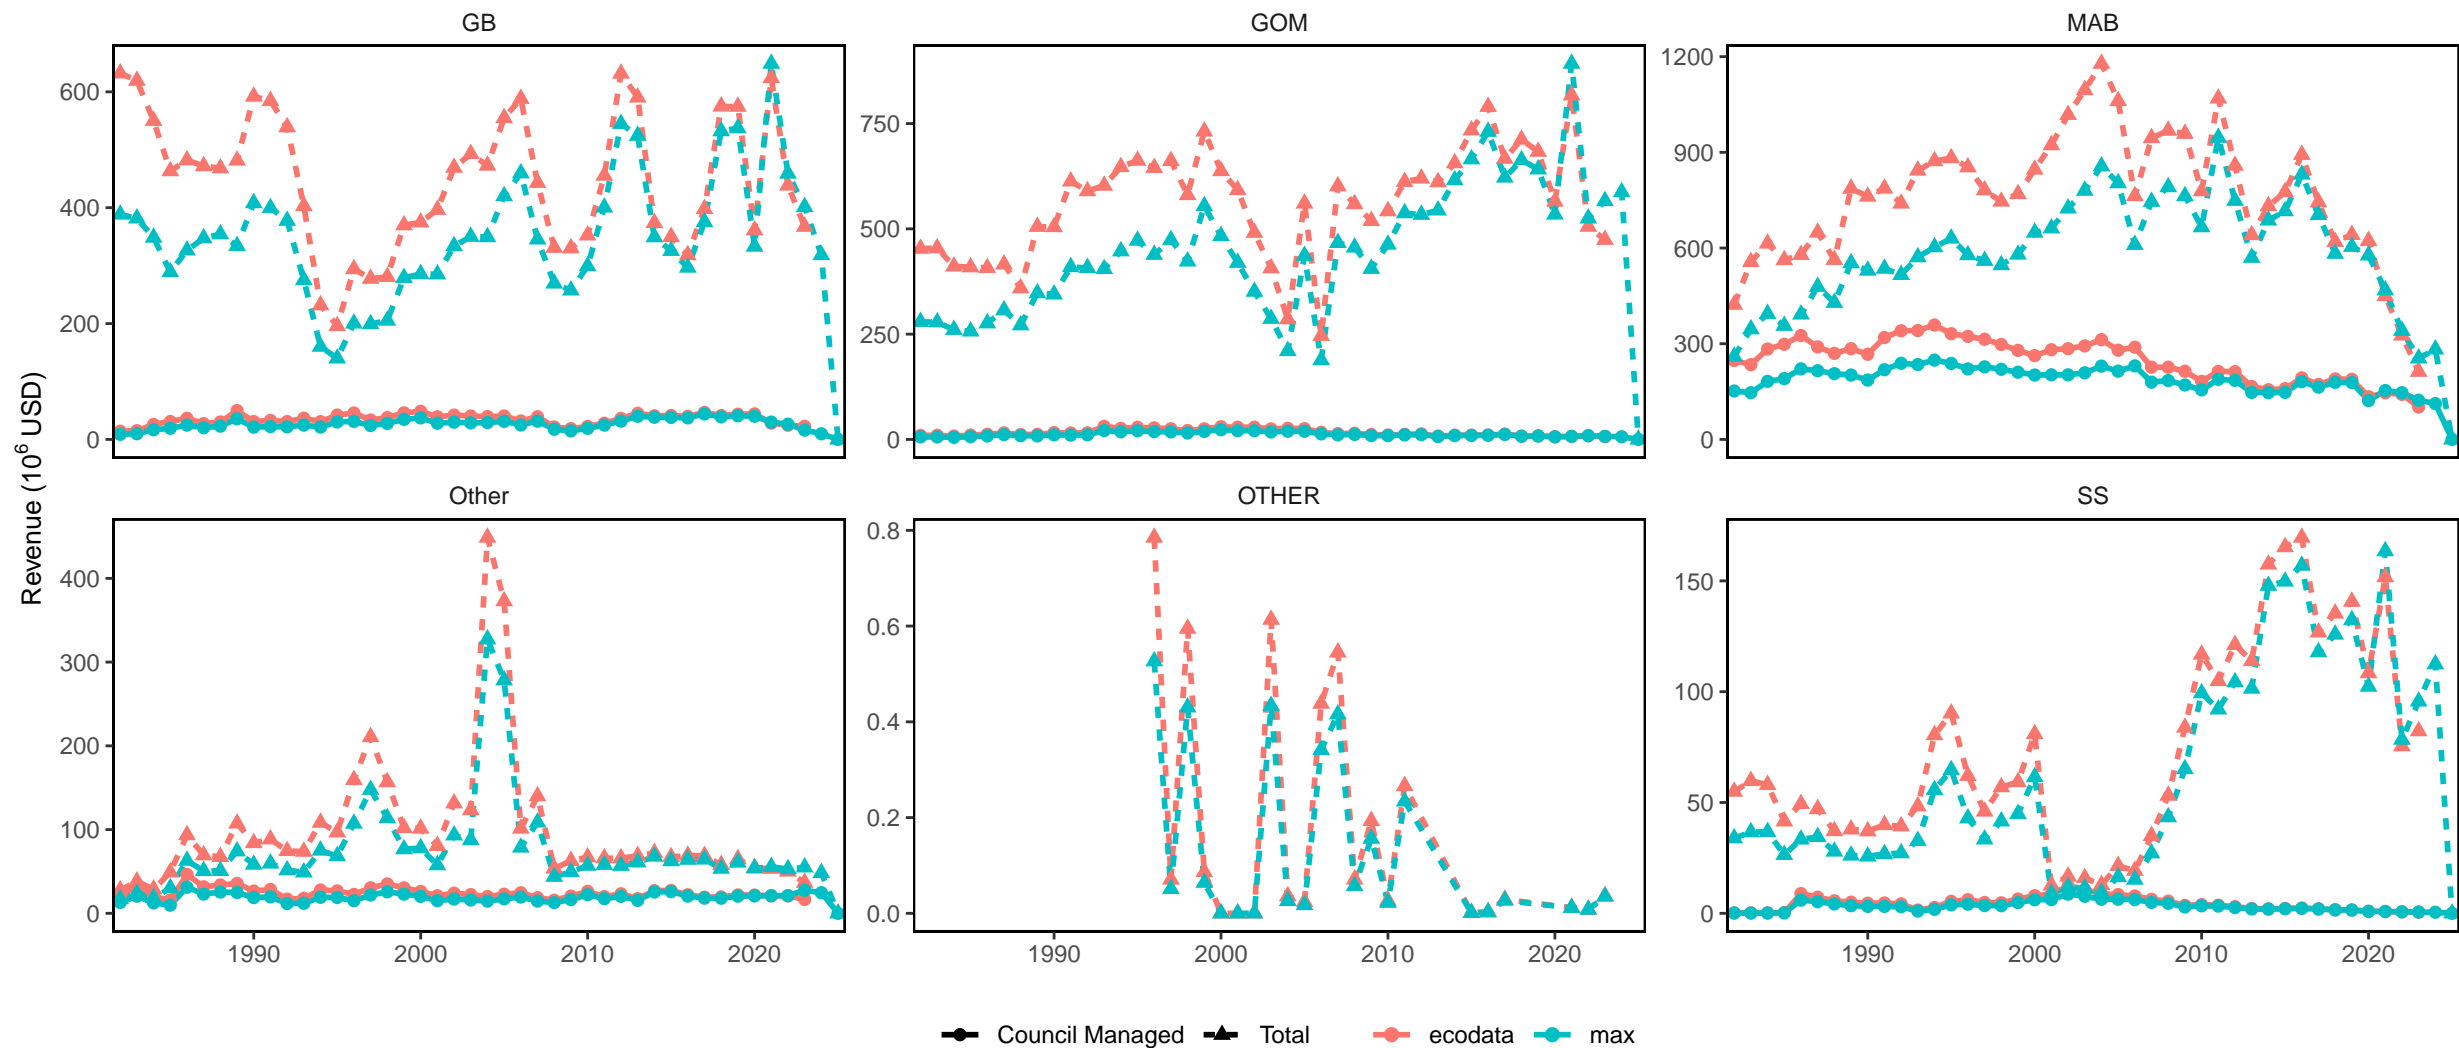 GB
GOM
MAB
600
400
200
0
750
500
250
0
1200
900
600
300
0
Revenue (10⁶ USD)
Other
OTHER
SS
400
300
200
100
0
0.8
0.6
0.4
0.2
0.0
150
100
50
0
1990 2000 2010 2020
1990 2000 2010 2020
1990 2000 2010 2020
Council Managed Total ecodata max